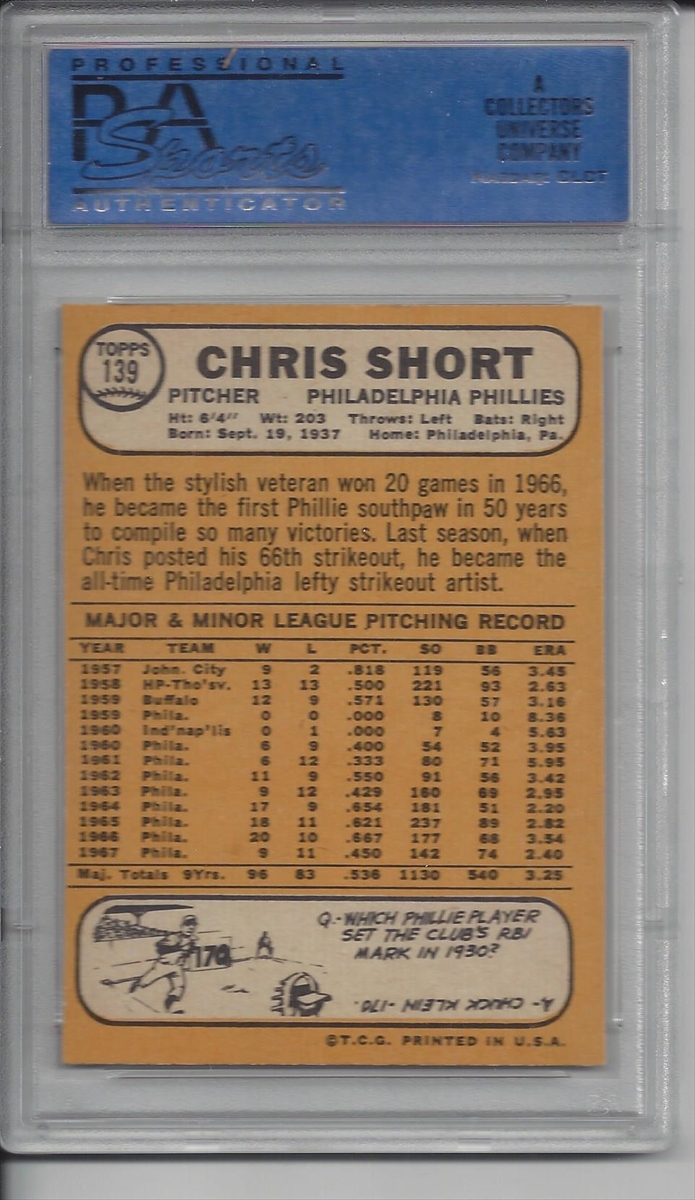 PROFESSIONAL
PSA
Sports
AUTHENTICATOR
A
COLLECTORS
UNIVERSE
COMPANY
NASDAQ: CLCT
TOPPS
139
CHRIS SHORT
PITCHER PHILADELPHIA PHILLIES
Ht: 6'4" Wt: 203 Throws: Left Bats: Right
Born: Sept. 19, 1937 Home: Philadelphia, Pa.
When the stylish veteran won 20 games in 1966,
he became the first Phillie southpaw in 50 years
to compile so many victories. Last season, when
Chris posted his 66th strikeout, he became the
all-time Philadelphia lefty strikeout artist.
MAJOR & MINOR LEAGUE PITCHING RECORD
YEAR TEAM W L PCT. SO BB ERA
1957 John. City 9 2 .818 119 56 3.45
1958 HP-Tho'sv. 13 13 .500 221 93 2.63
1959 Buffalo 12 9 .571 130 57 3.16
1959 Phila. 0 0 .000 8 10 8.36
1960 Ind'nap'lis 0 1 .000 7 4 5.63
1960 Phila. 6 9 .400 54 52 3.95
1961 Phila. 6 12 .333 80 71 5.95
1962 Phila. 11 9 .550 91 56 3.42
1963 Phila. 9 12 .429 160 69 2.95
1964 Phila. 17 9 .654 181 51 2.20
1965 Phila. 18 11 .621 237 89 2.82
1966 Phila. 20 10 .667 177 68 3.54
1967 Phila. 9 11 .450 142 74 2.40
Maj. Totals 9Yrs. 96 83 .536 1130 540 3.25
170
Q.-WHICH PHILLIE PLAYER
SET THE CLUB'S RBI
MARK IN 1930?
A- CHUCK KLEIN -170.
©T.C.G. PRINTED IN U.S.A.